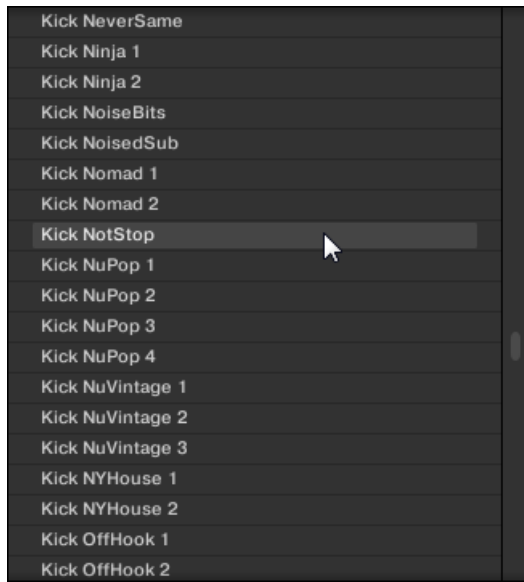 Kick NeverSame
Kick Ninja 1
Kick Ninja 2
Kick NoiseBits
Kick NoisedSub
Kick Nomad 1
Kick Nomad 2
Kick NotStop
Kick NuPop 1
Kick NuPop 2
Kick NuPop 3
Kick NuPop 4
Kick NuVintage 1
Kick NuVintage 2
Kick NuVintage 3
Kick NYHouse 1
Kick NYHouse 2
Kick OffHook 1
Kick OffHook 2